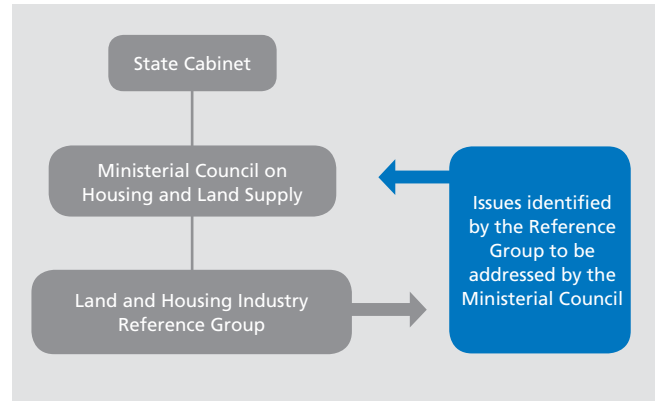 State Cabinet
Ministerial Council on
Housing and Land Supply
Land and Housing Industry
Reference Group
Issues identified
by the Reference
Group to be
addressed by the
Ministerial Council